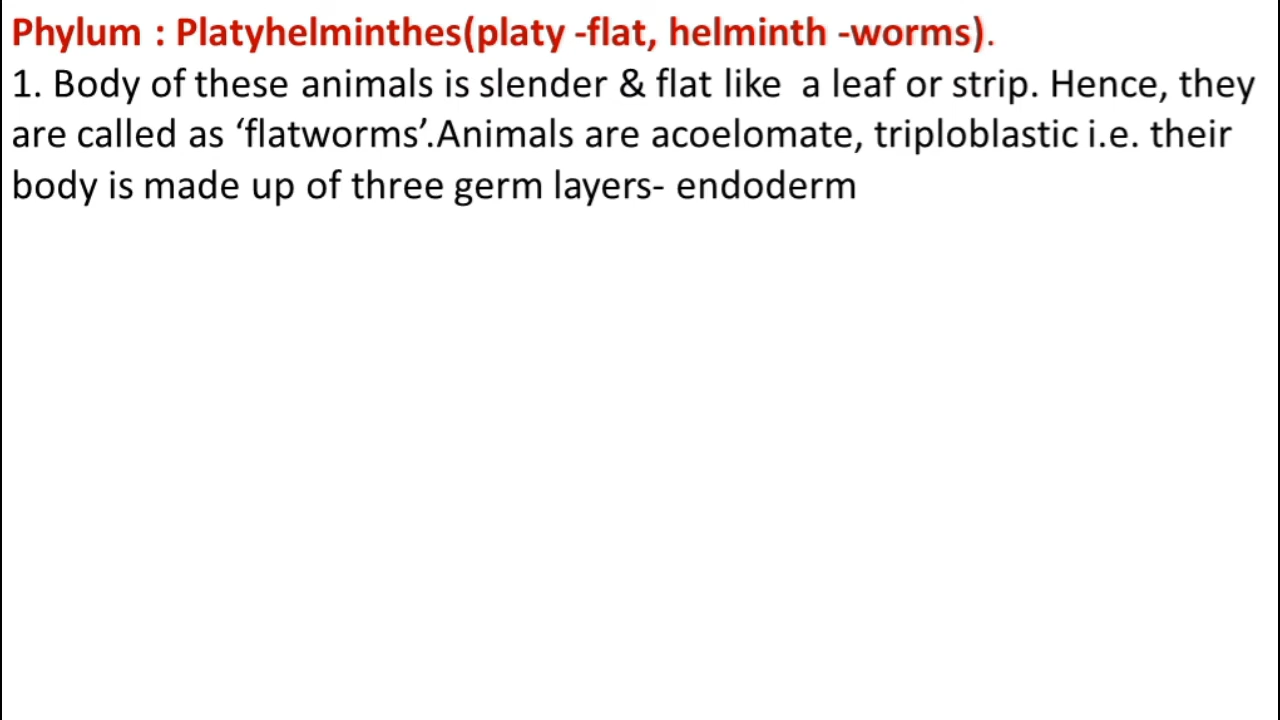 Phylum : Platyhelminthes(platy -flat, helminth -worms).
1. Body of these animals is slender & flat like  a leaf or strip. Hence, they
are called as ‘flatworms’.Animals are acoelomate, triploblastic i.e. their
body is made up of three germ layers- endoderm